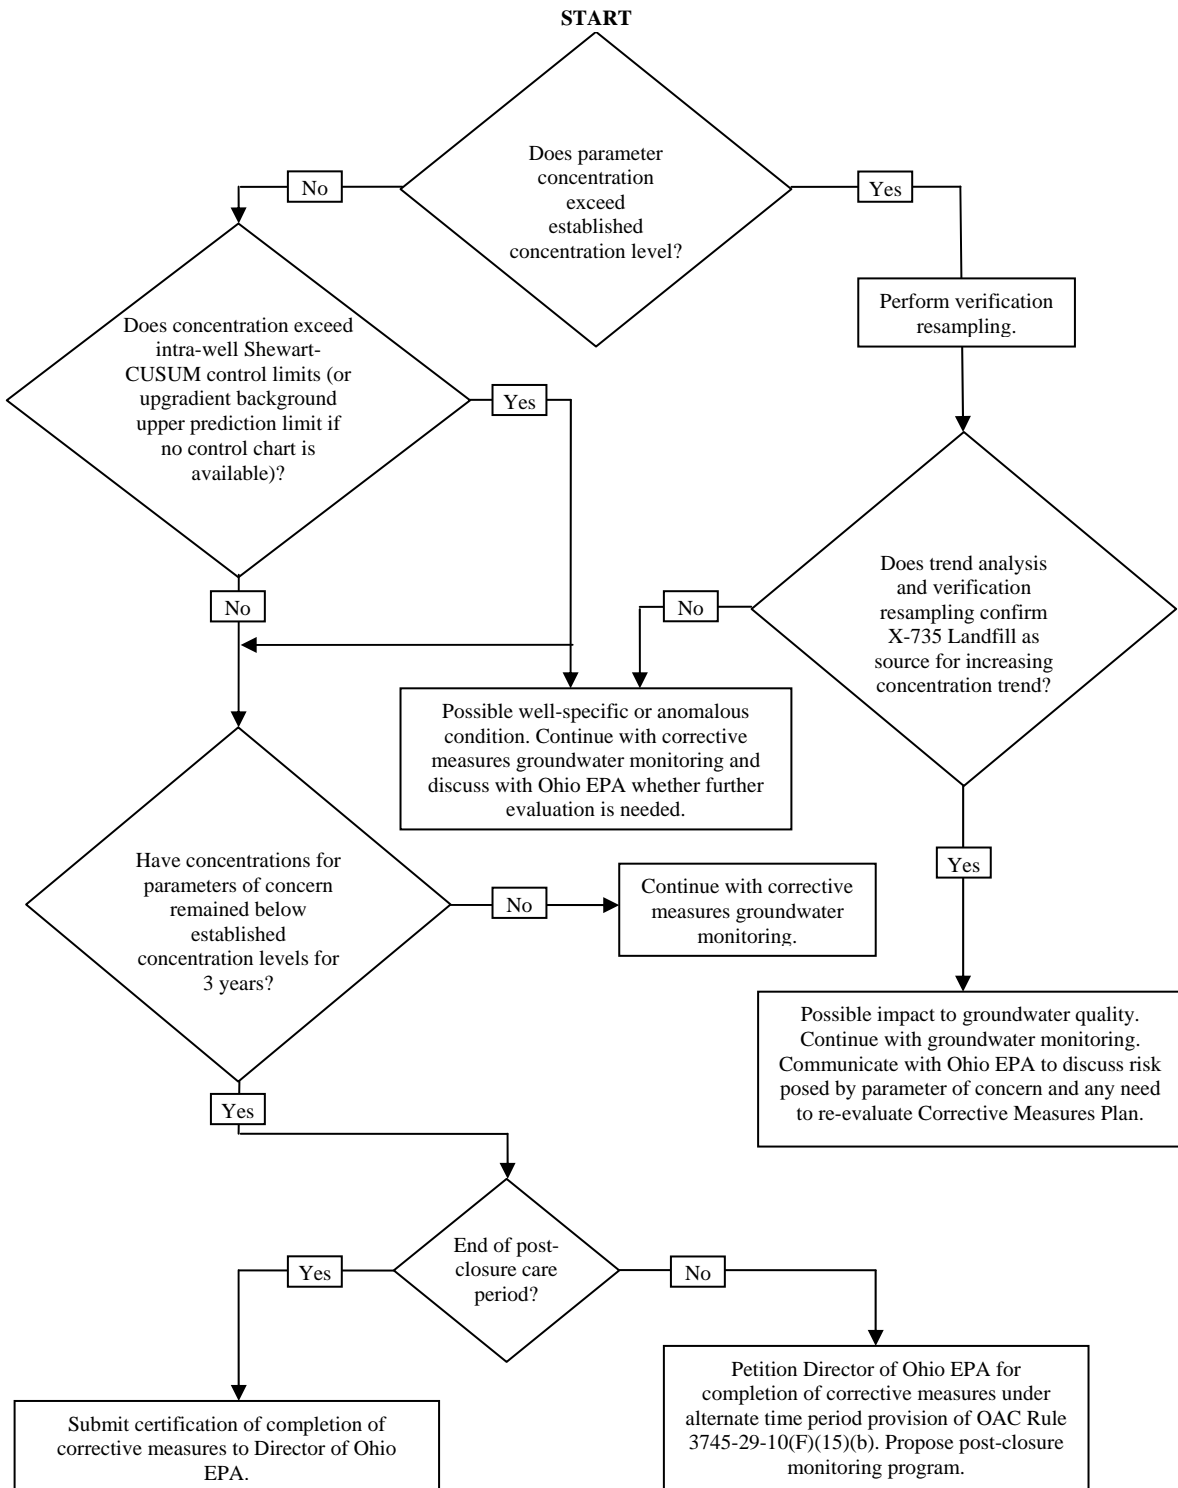 START
Does parameter
concentration
exceed
established
concentration level?
No
Yes
Perform verification
resampling.
Does concentration exceed
intra-well Shewart-
CUSUM control limits (or
upgradient background
upper prediction limit if
no control chart is
available)?
Yes
No
Does trend analysis
and verification
resampling confirm
X-735 Landfill as
source for increasing
concentration trend?
No
Yes
Possible well-specific or anomalous
condition. Continue with corrective
measures groundwater monitoring and
discuss with Ohio EPA whether further
evaluation is needed.
Have concentrations for
parameters of concern
remained below
established
concentration levels for
3 years?
No
Continue with corrective
measures groundwater
monitoring.
Possible impact to groundwater quality.
Continue with groundwater monitoring.
Communicate with Ohio EPA to discuss risk
posed by parameter of concern and any need
to re-evaluate Corrective Measures Plan.
Yes
End of post-
closure care
period?
Yes
No
Submit certification of completion of
corrective measures to Director of Ohio
EPA.
Petition Director of Ohio EPA for
completion of corrective measures under
alternate time period provision of OAC Rule
3745-29-10(F)(15)(b). Propose post-closure
monitoring program.